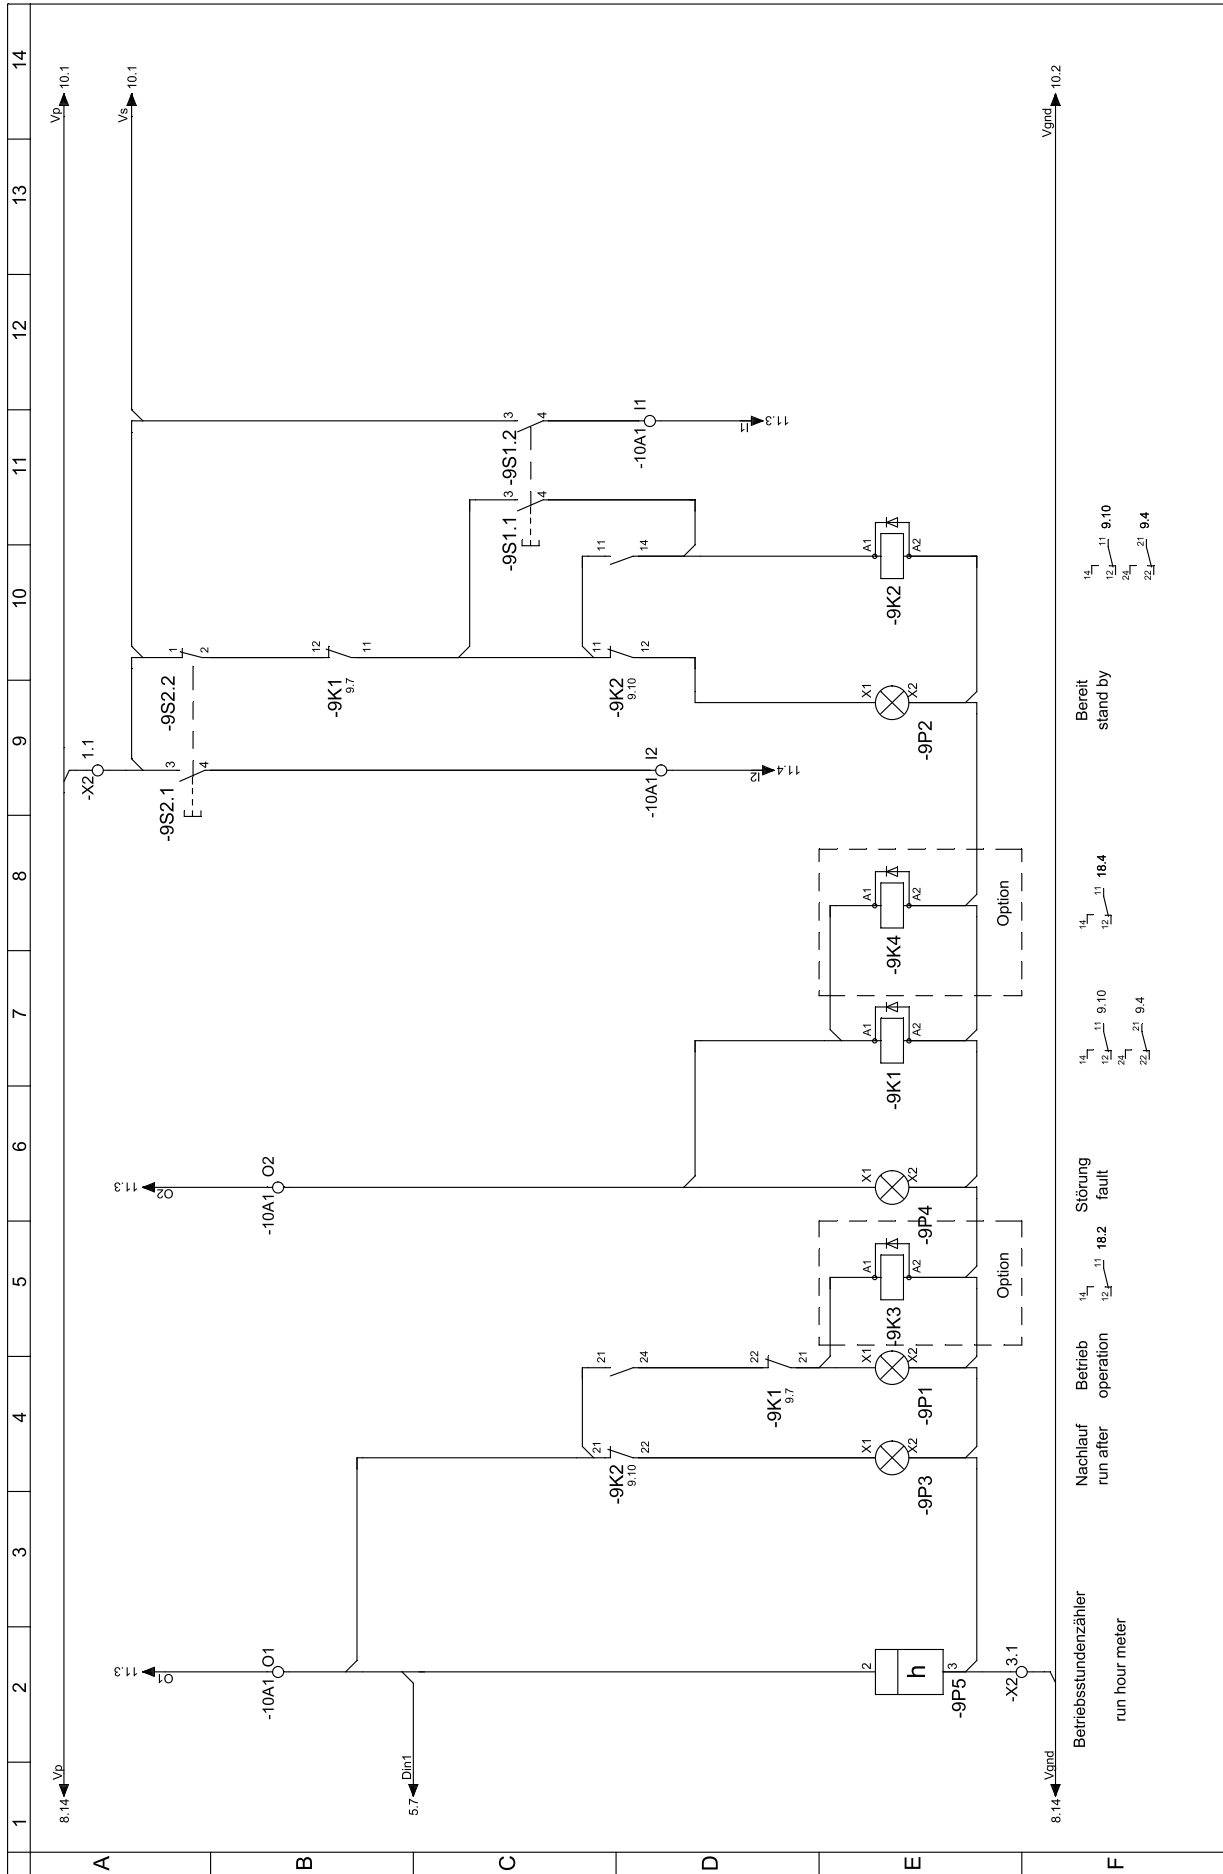 1 2 3 4 5 6 7 8 9 10 11 12 13 14
A
B
C
D
E
F
8.14 Vp
Vp 10.1
Vs 10.1
5.7 Din1
8.14 Vgnd
Vgnd 10.2
11.3 O1
-10A1 O1
2
h
3
-9P5
-X2 3.1
Betriebsstundenzähler
run hour meter
21
-9K2
9.10
22
X1
-9P3
X2
Nachlauf
run after
21
24
22
-9K1
9.7
21
X1
-9P1
X2
Betrieb
operation
A1
-9K3
A2
Option
14
12
11 18.2
11.3 O2
-10A1 O2
X1
-9P4
X2
Störung
fault
A1
-9K1
A2
14
12
11 9.10
24
22
21 9.4
A1
-9K4
A2
Option
14
12
11 18.4
-X2 1.1
-9S2.1
3
4
-10A1 I2
I2 11.4
-9S2.2
1
2
-9K1
9.7
12
11
-9K2
9.10
11
12
X1
-9P2
X2
Bereit
stand by
11
14
A1
-9K2
A2
14
12
11 9.10
24
22
21 9.4
-9S1.1
3
4
-9S1.2
3
4
-10A1 I1
I1 11.3